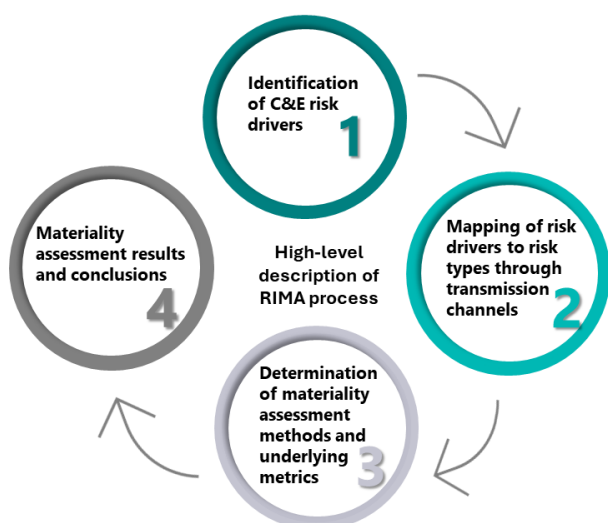 Identification
of C&E risk
drivers
1
Mapping of risk
drivers to risk
types through
transmission
channels
2
High-level
description of
RIMA process
Determination
of materiality
assessment
methods and
underlying
metrics
3
Materiality
assessment results
and conclusions
4